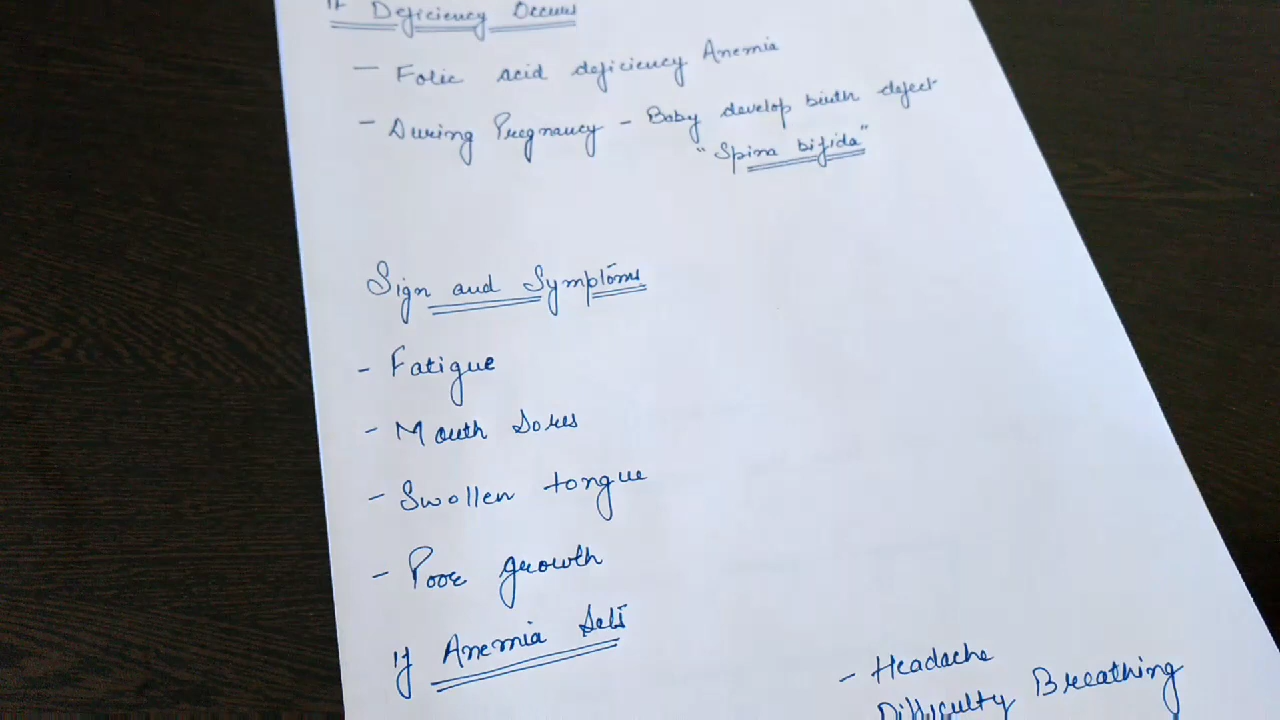 If Deficiency Occurs
- Folic acid deficiency Anemia
- During Pregnancy - Baby develop birth defect
"Spina bifida"
Sign and Symptoms
- Fatigue
- Mouth Sores
- Swollen tongue
- Poor growth
If Anemia Sets
- Headache
Difficulty Breathing